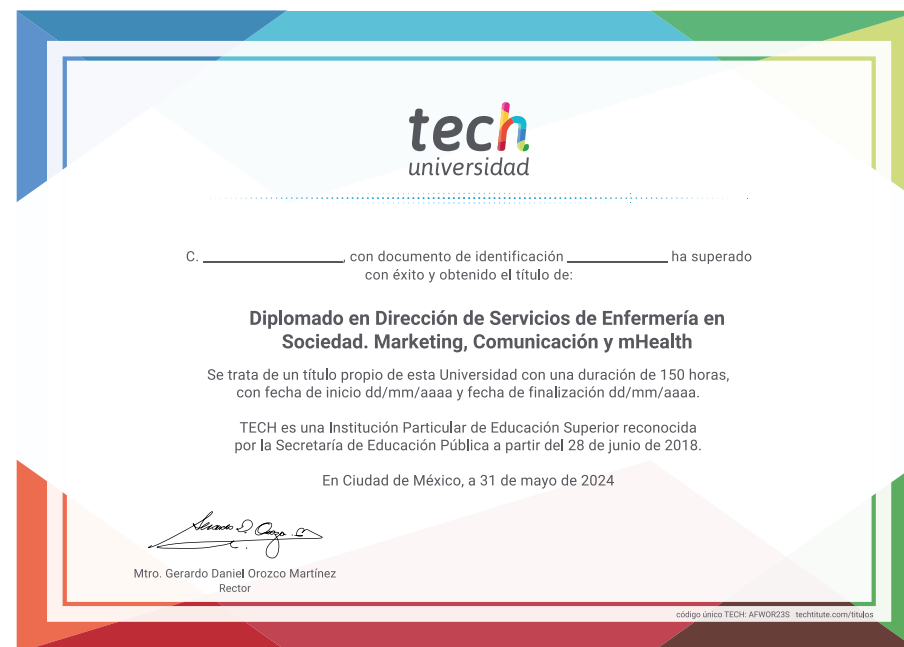 tech
universidad
C. ____________, con documento de identificación ____________ ha superado
con éxito y obtenido el título de:
Diplomado en Dirección de Servicios de Enfermería en
Sociedad. Marketing, Comunicación y mHealth
Se trata de un título propio de esta Universidad con una duración de 150 horas,
con fecha de inicio dd/mm/aaaa y fecha de finalización dd/mm/aaaa.
TECH es una Institución Particular de Educación Superior reconocida
por la Secretaría de Educación Pública a partir del 28 de junio de 2018.
En Ciudad de México, a 31 de mayo de 2024
Mtro. Gerardo Daniel Orozco Martínez
Rector
código único TECH: AFWOR23S techtitute.com/titulos